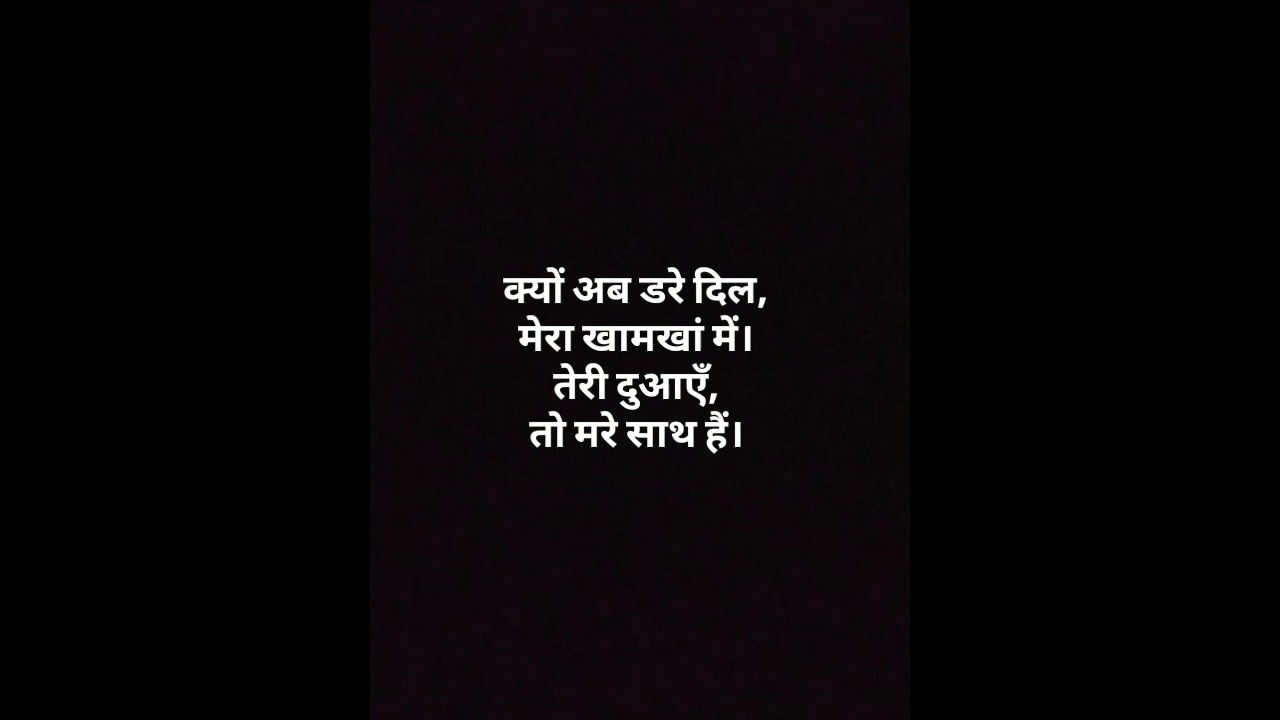 क्यों अब डरे दिल,
मेरा खामखां में।
तेरी दुआएँ,
तो मरे साथ हैं।